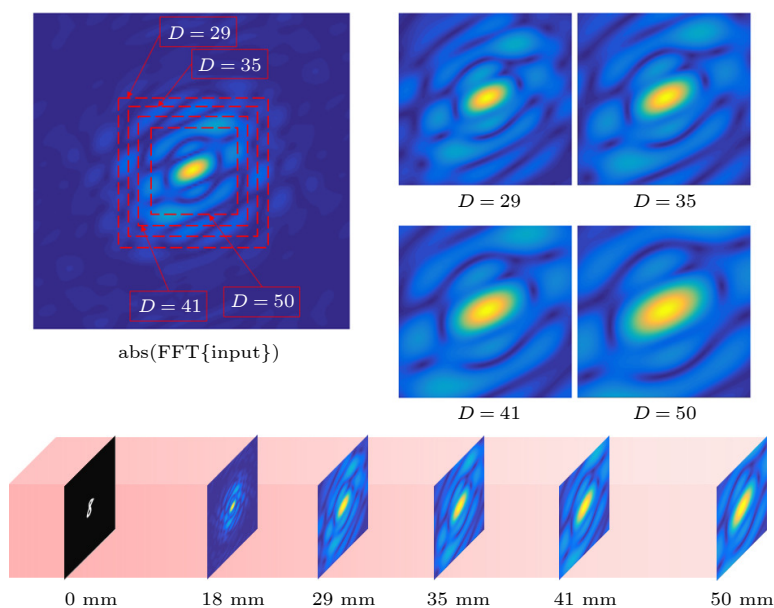 D = 29
D = 35
D = 41
D = 50
abs(FFT{input})
D = 29
D = 35
D = 41
D = 50
0 mm
18 mm
29 mm
35 mm
41 mm
50 mm